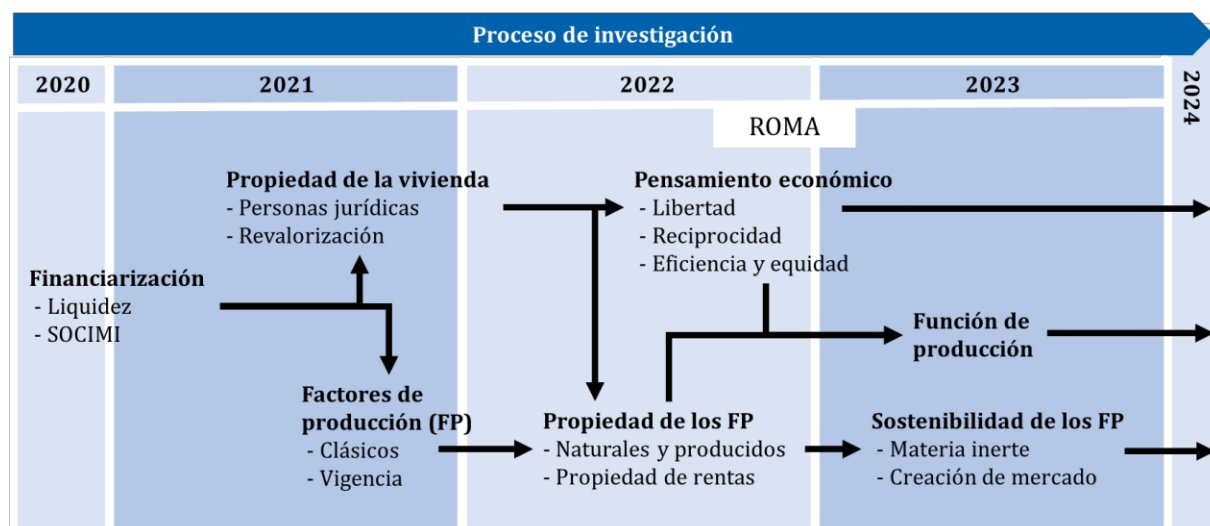 Proceso de investigación
2020
2021
2022
2023
2024
ROMA
Propiedad de la vivienda
- Personas jurídicas
- Revalorización
Pensamiento económico
- Libertad
- Reciprocidad
- Eficiencia y equidad
Financiarización
- Liquidez
- SOCIMI
Función de
producción
Factores de
producción (FP)
- Clásicos
- Vigencia
Propiedad de los FP
- Naturales y producidos
- Propiedad de rentas
Sostenibilidad de los FP
- Materia inerte
- Creación de mercado